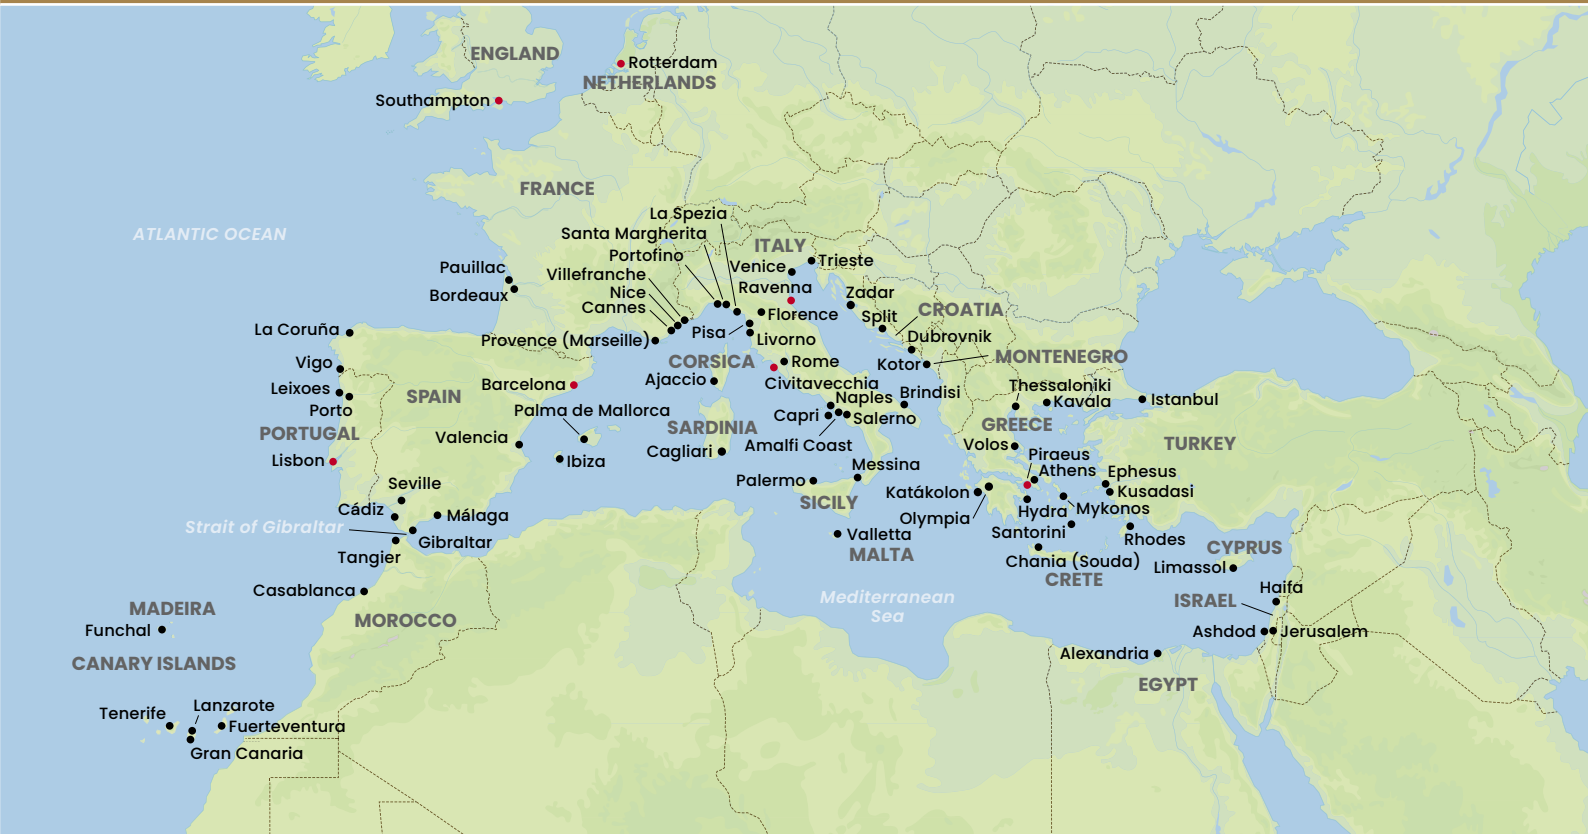 ENGLAND
Rotterdam
NETHERLANDS
Southampton
FRANCE
ATLANTIC OCEAN
La Spezia
Santa Margherita
Portofino
Villefranche
Nice
Cannes
Provence (Marseille)
ITALY
Venice
Trieste
Ravenna
Florence
Pisa
Livorno
Pauillac
Bordeaux
Zadar
Split
CROATIA
Dubrovnik
Kotor
MONTENEGRO
La Coruña
Vigo
Leixoes
Porto
PORTUGAL
Lisbon
SPAIN
Barcelona
Palma de Mallorca
Valencia
Ibiza
CORSICA
Ajaccio
Rome
Civitavecchia
Naples
Capri
Salerno
Amalfi Coast
Brindisi
SARDINIA
Cagliari
Thessaloniki
Kavála
Istanbul
GREECE
TURKEY
Volos
Piraeus
Athens
Ephesus
Kusadasi
Katákolon
Olympia
Hydra
Mykonos
Santorini
Rhodes
Chania (Souda)
CRETE
Messina
Palermo
SICILY
Valletta
MALTA
Seville
Cádiz
Málaga
Strait of Gibraltar
Gibraltar
Tangier
Casablanca
MOROCCO
MADEIRA
Funchal
CANARY ISLANDS
Lanzarote
Tenerife
Fuerteventura
Gran Canaria
Mediterranean
Sea
CYPRUS
Limassol
Haifa
ISRAEL
Ashdod
Jerusalem
Alexandria
EGYPT